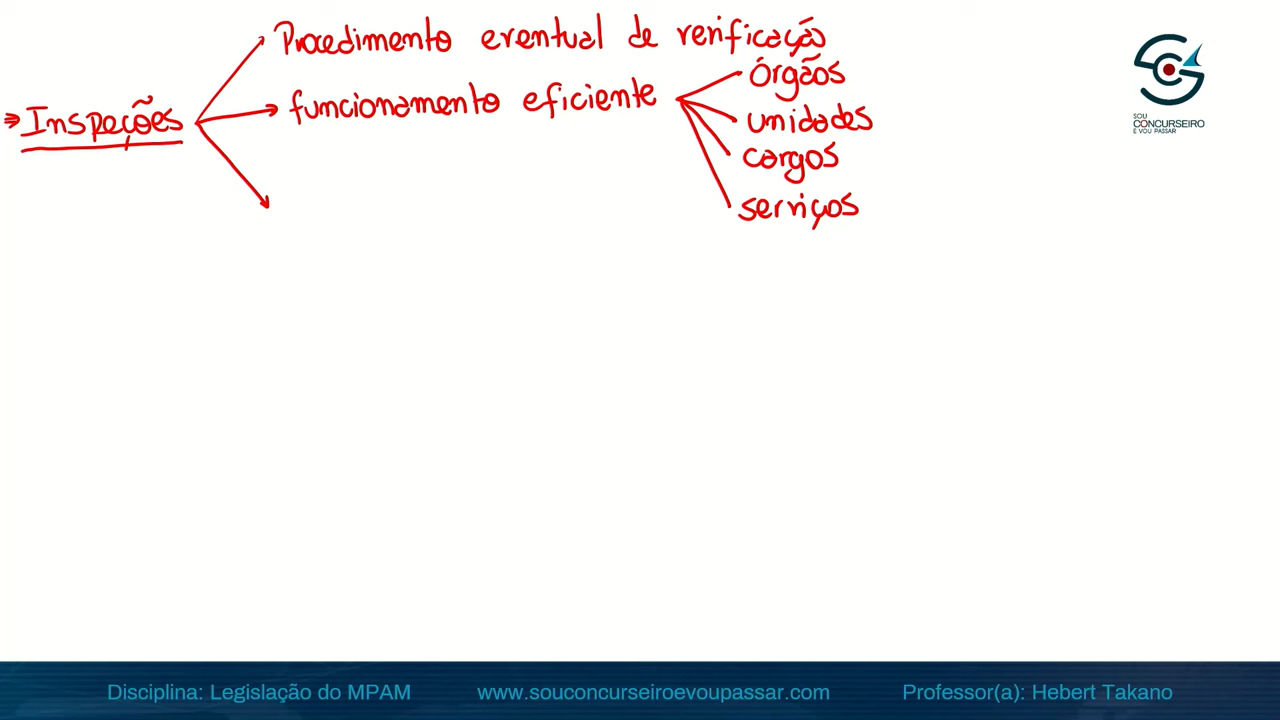 Procedimento eventual de verificação
⇒ Inspeções
funcionamento eficiente
órgãos
unidades
cargos
serviços
SOU
CONCURSEIRO
E VOU PASSAR
Disciplina: Legislação do MPAM
www.souconcurseiroevoupassar.com
Professor(a): Hebert Takano